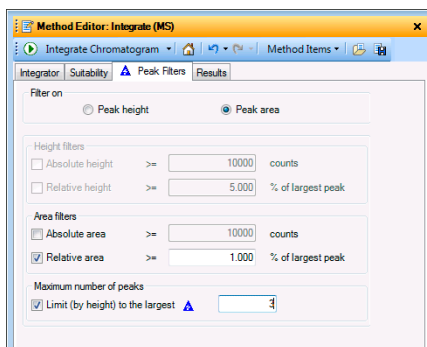 Method Editor: Integrate (MS)
Integrate Chromatogram Method Items
Integrator Suitability Peak Filters Results
Filter on
Peak height Peak area
Height filters
Absolute height >= 10000 counts
Relative height >= 5.000 % of largest peak
Area filters
Absolute area >= 10000 counts
Relative area >= 1.000 % of largest peak
Maximum number of peaks
Limit (by height) to the largest 3